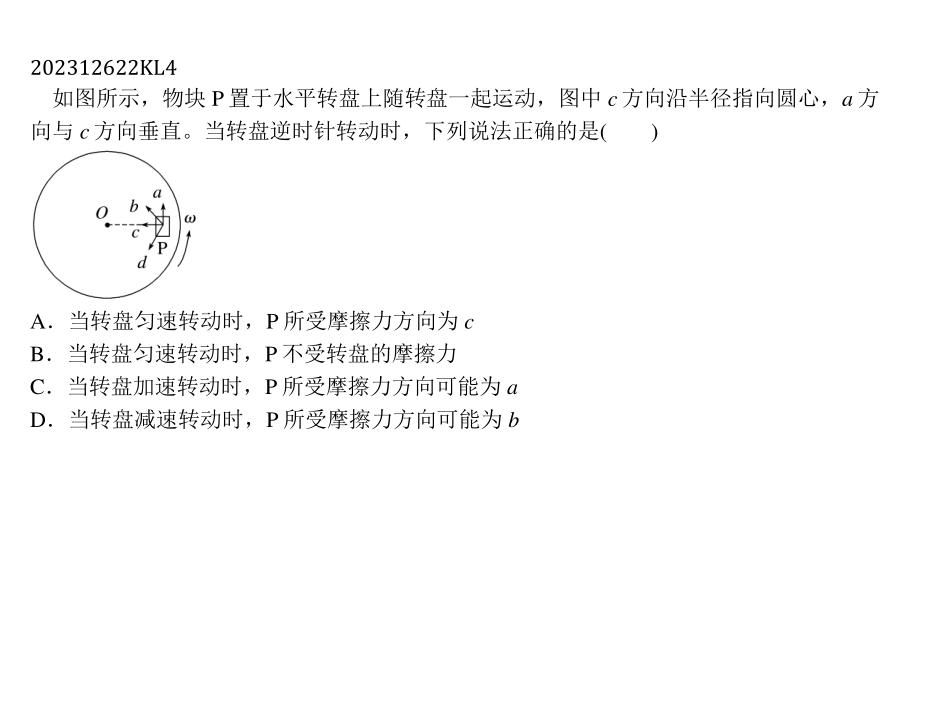 202312622KL4
如图所示，物块 P 置于水平转盘上随转盘一起运动，图中 c 方向沿半径指向圆心，a 方
向与 c 方向垂直。当转盘逆时针转动时，下列说法正确的是(　　)
a
O b
ω
c
P
d
A．当转盘匀速转动时，P 所受摩擦力方向为 c
B．当转盘匀速转动时，P 不受转盘的摩擦力
C．当转盘加速转动时，P 所受摩擦力方向可能为 a
D．当转盘减速转动时，P 所受摩擦力方向可能为 b